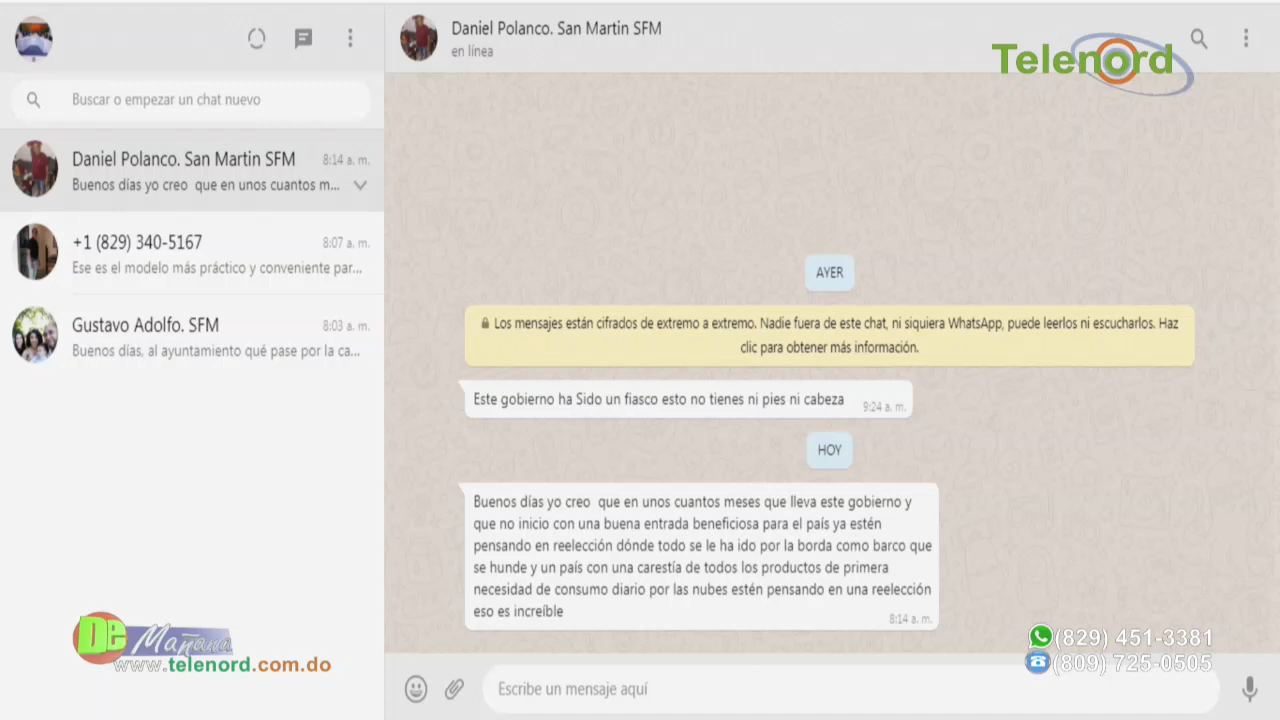 Daniel Polanco. San Martin SFM
en línea
Telenord
Buscar o empezar un chat nuevo
Daniel Polanco. San Martin SFM 8:14 a. m.
Buenos días yo creo que en unos cuantos m...
+1 (829) 340-5167 8:07 a. m.
Ese es el modelo más práctico y conveniente par...
Gustavo Adolfo. SFM 8:03 a. m.
Buenos días, al ayuntamiento qué pase por la ca...
AYER
Los mensajes están cifrados de extremo a extremo. Nadie fuera de este chat, ni siquiera WhatsApp, puede leerlos ni escucharlos. Haz
clic para obtener más información.
Este gobierno ha Sido un fiasco esto no tienes ni pies ni cabeza 9:24 a. m.
HOY
Buenos días yo creo que en unos cuantos meses que lleva este gobierno y
que no inicio con una buena entrada beneficiosa para el país ya estén
pensando en reelección dónde todo se le ha ido por la borda como barco que
se hunde y un país con una carestía de todos los productos de primera
necesidad de consumo diario por las nubes estén pensando en una reelección
eso es increíble
8:14 a. m.
De Mañana
www.telenord.com.do
(829) 451-3381
(809) 725-0505
Escribe un mensaje aquí